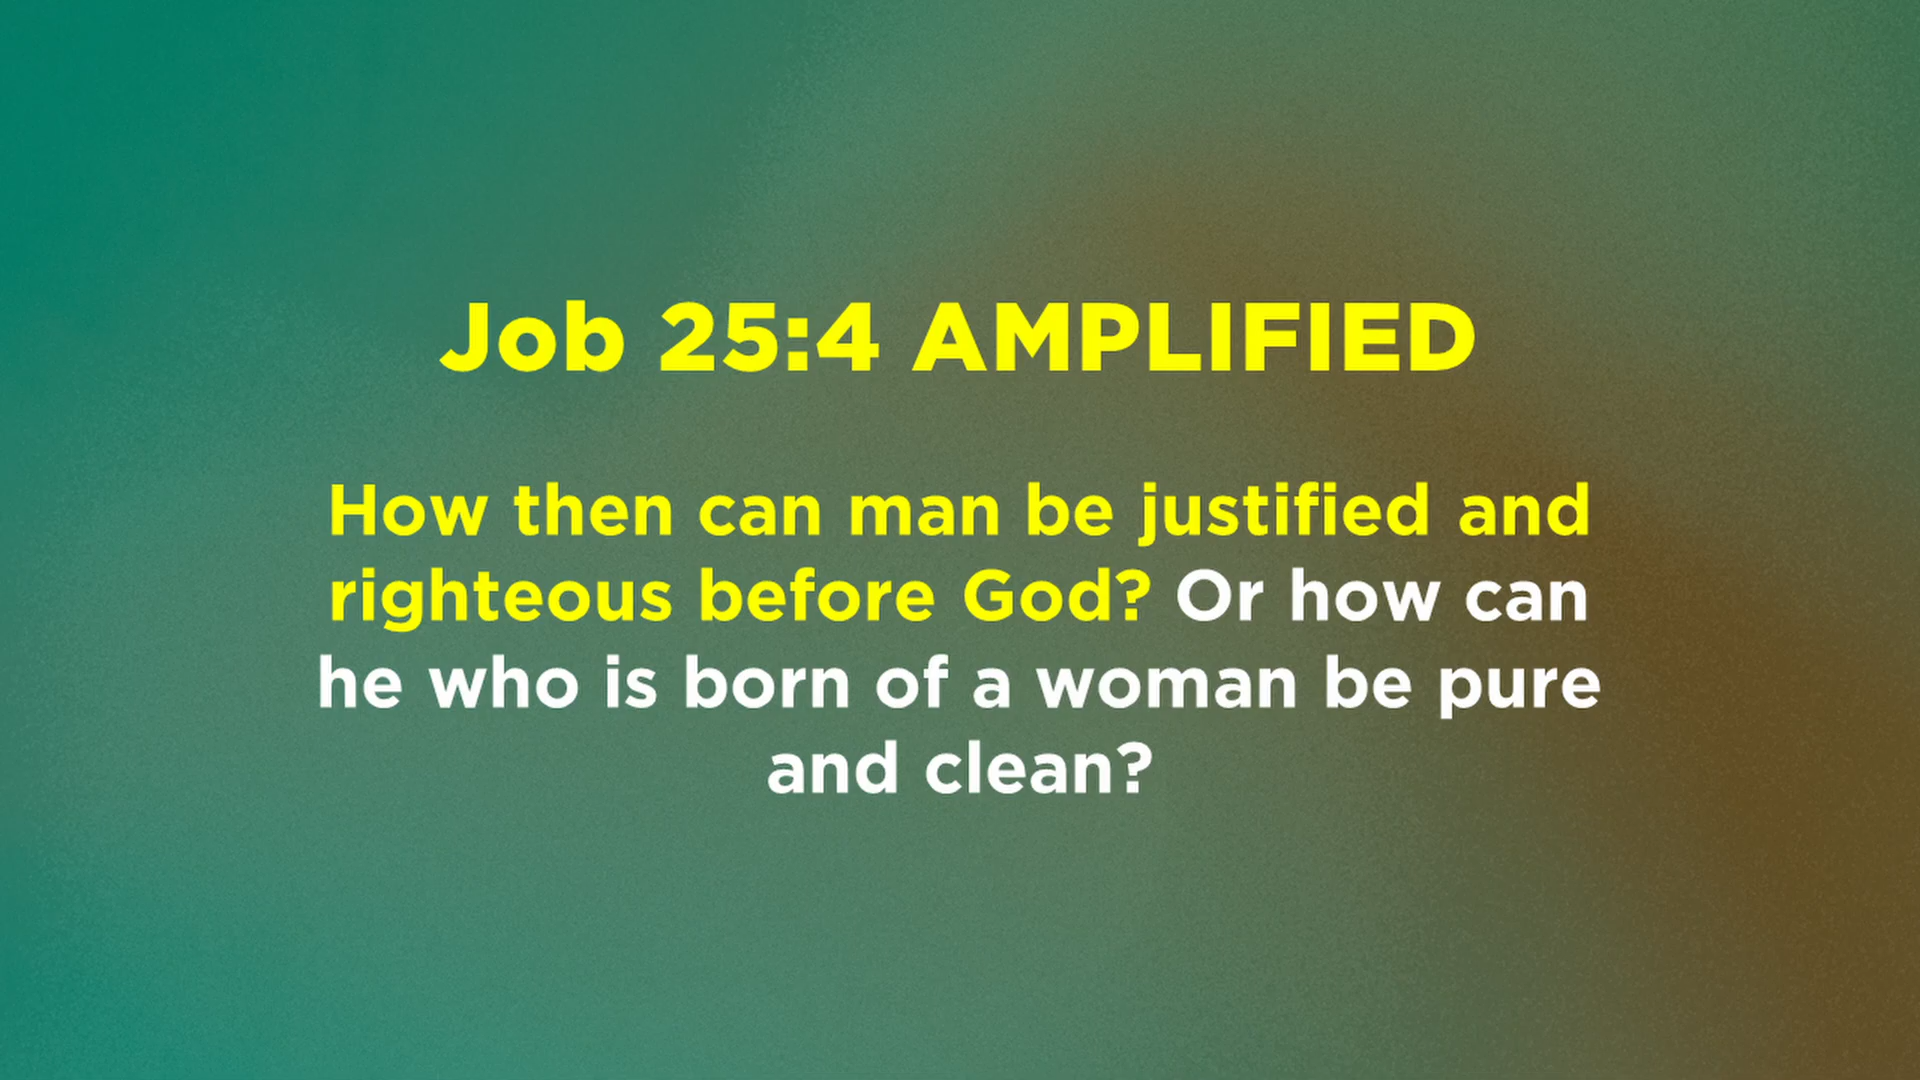 Job 25:4 AMPLIFIED
How then can man be justified and
righteous before God? Or how can
he who is born of a woman be pure
and clean?